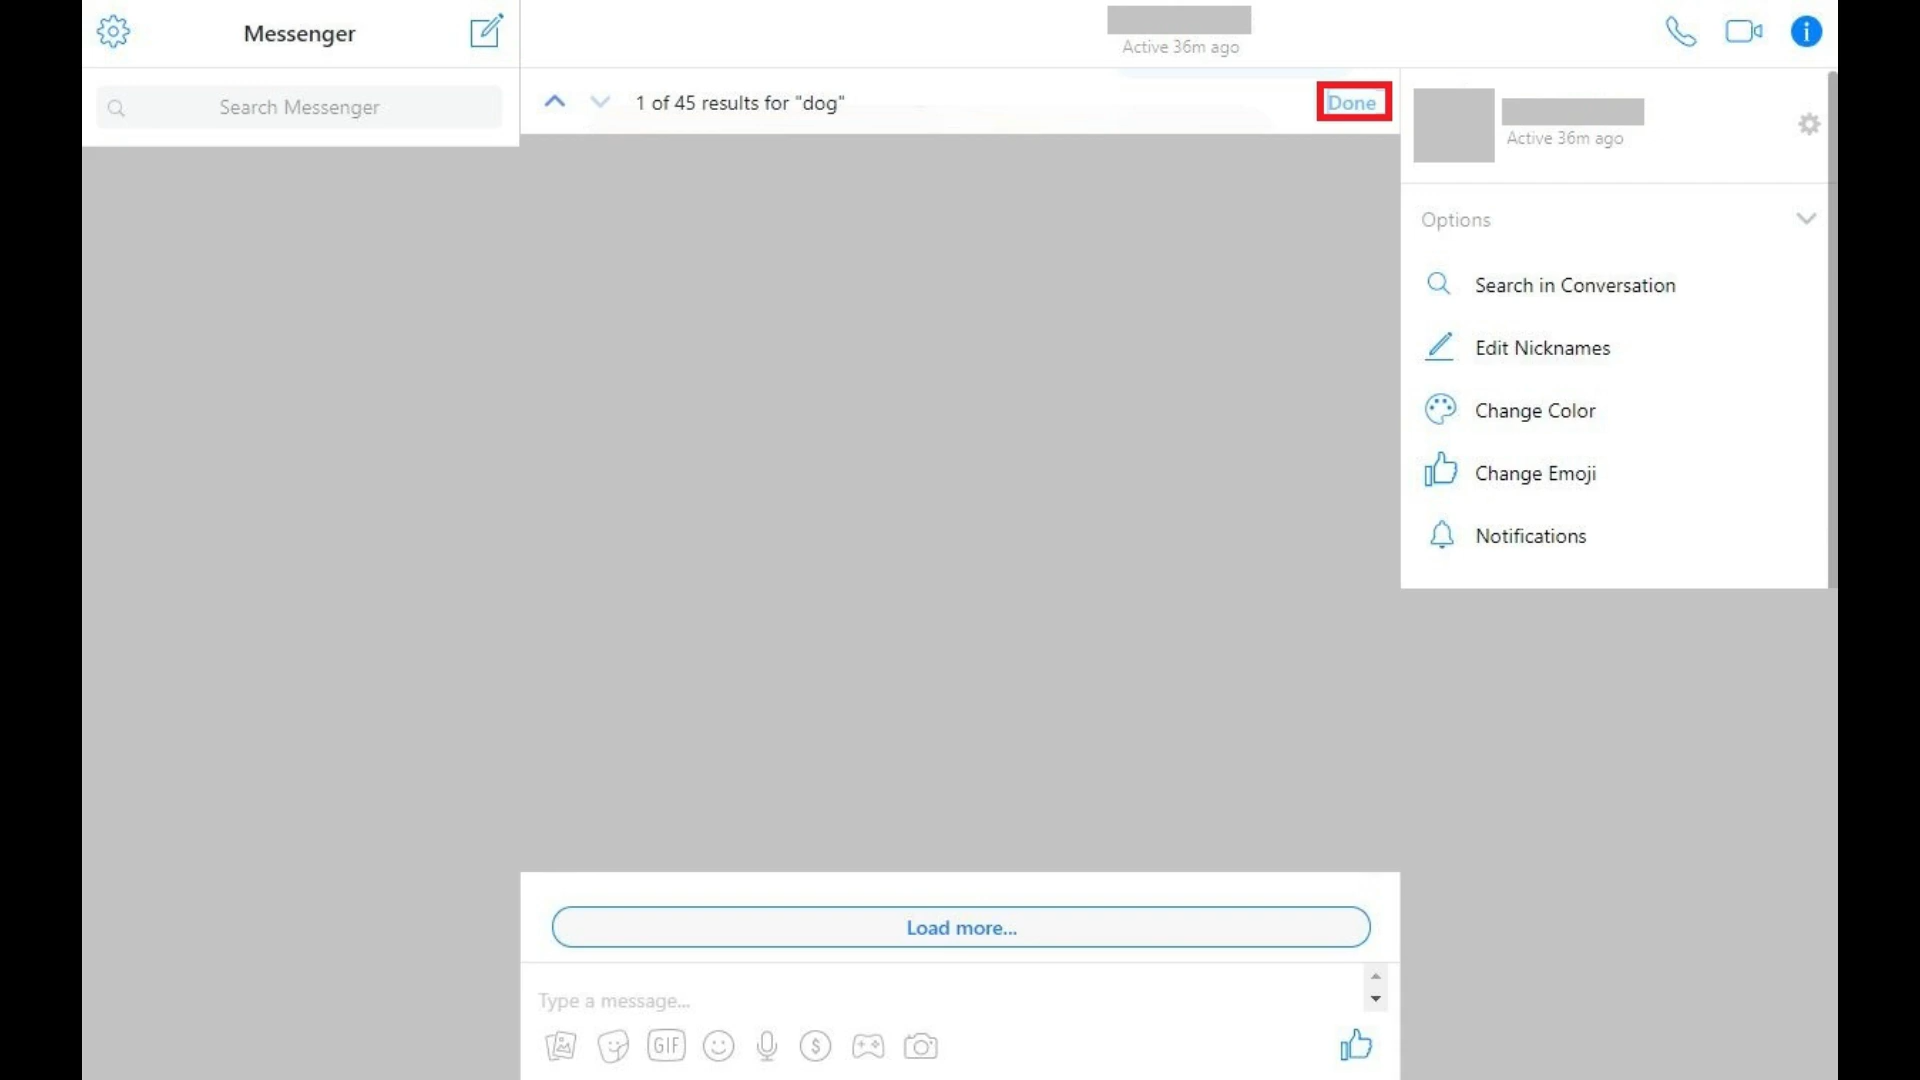 Messenger
Search Messenger
Active 36m ago
1 of 45 results for "dog"
Done
Active 36m ago
Options
Search in Conversation
Edit Nicknames
Change Color
Change Emoji
Notifications
Load more...
Type a message...
GIF